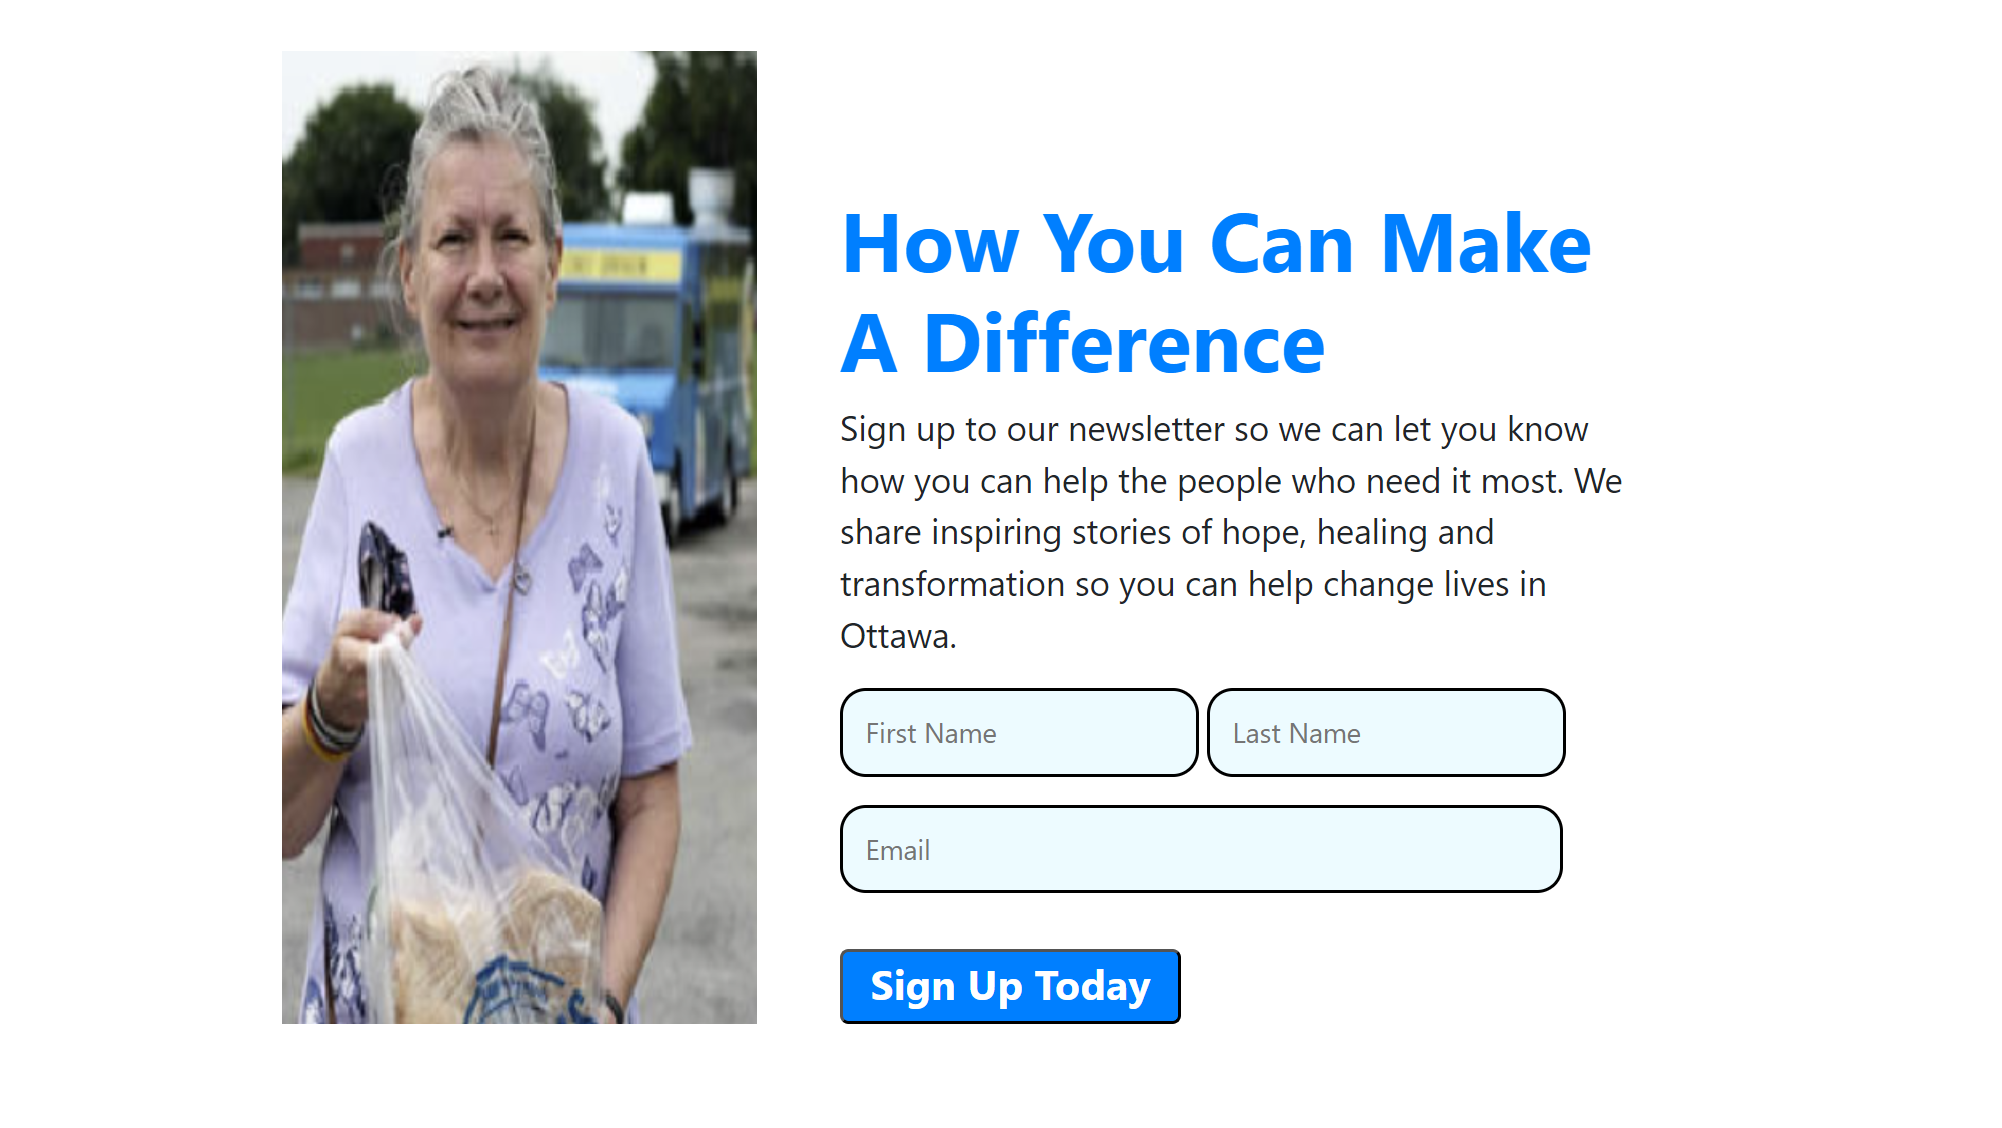 How You Can Make
A Difference
Sign up to our newsletter so we can let you know
how you can help the people who need it most. We
share inspiring stories of hope, healing and
transformation so you can help change lives in
Ottawa.
First Name
Last Name
Email
Sign Up Today